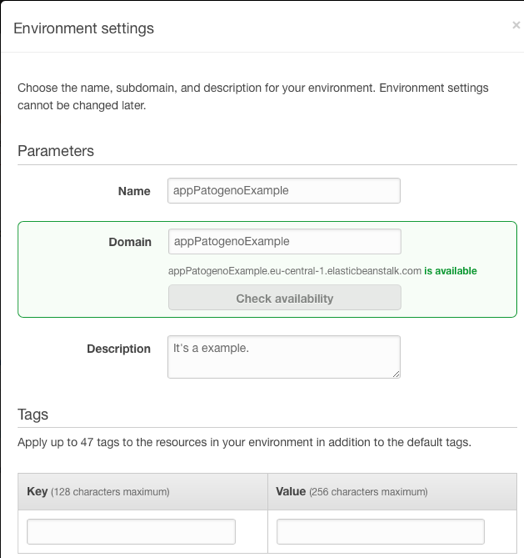 Environment settings
×
Choose the name, subdomain, and description for your environment. Environment settings
cannot be changed later.
Parameters
Name
appPatogenoExample
Domain
appPatogenoExample
appPatogenoExample.eu-central-1.elasticbeanstalk.com is available
Check availability
Description
It's a example.
Tags
Apply up to 47 tags to the resources in your environment in addition to the default tags.
Key (128 characters maximum) Value (256 characters maximum)